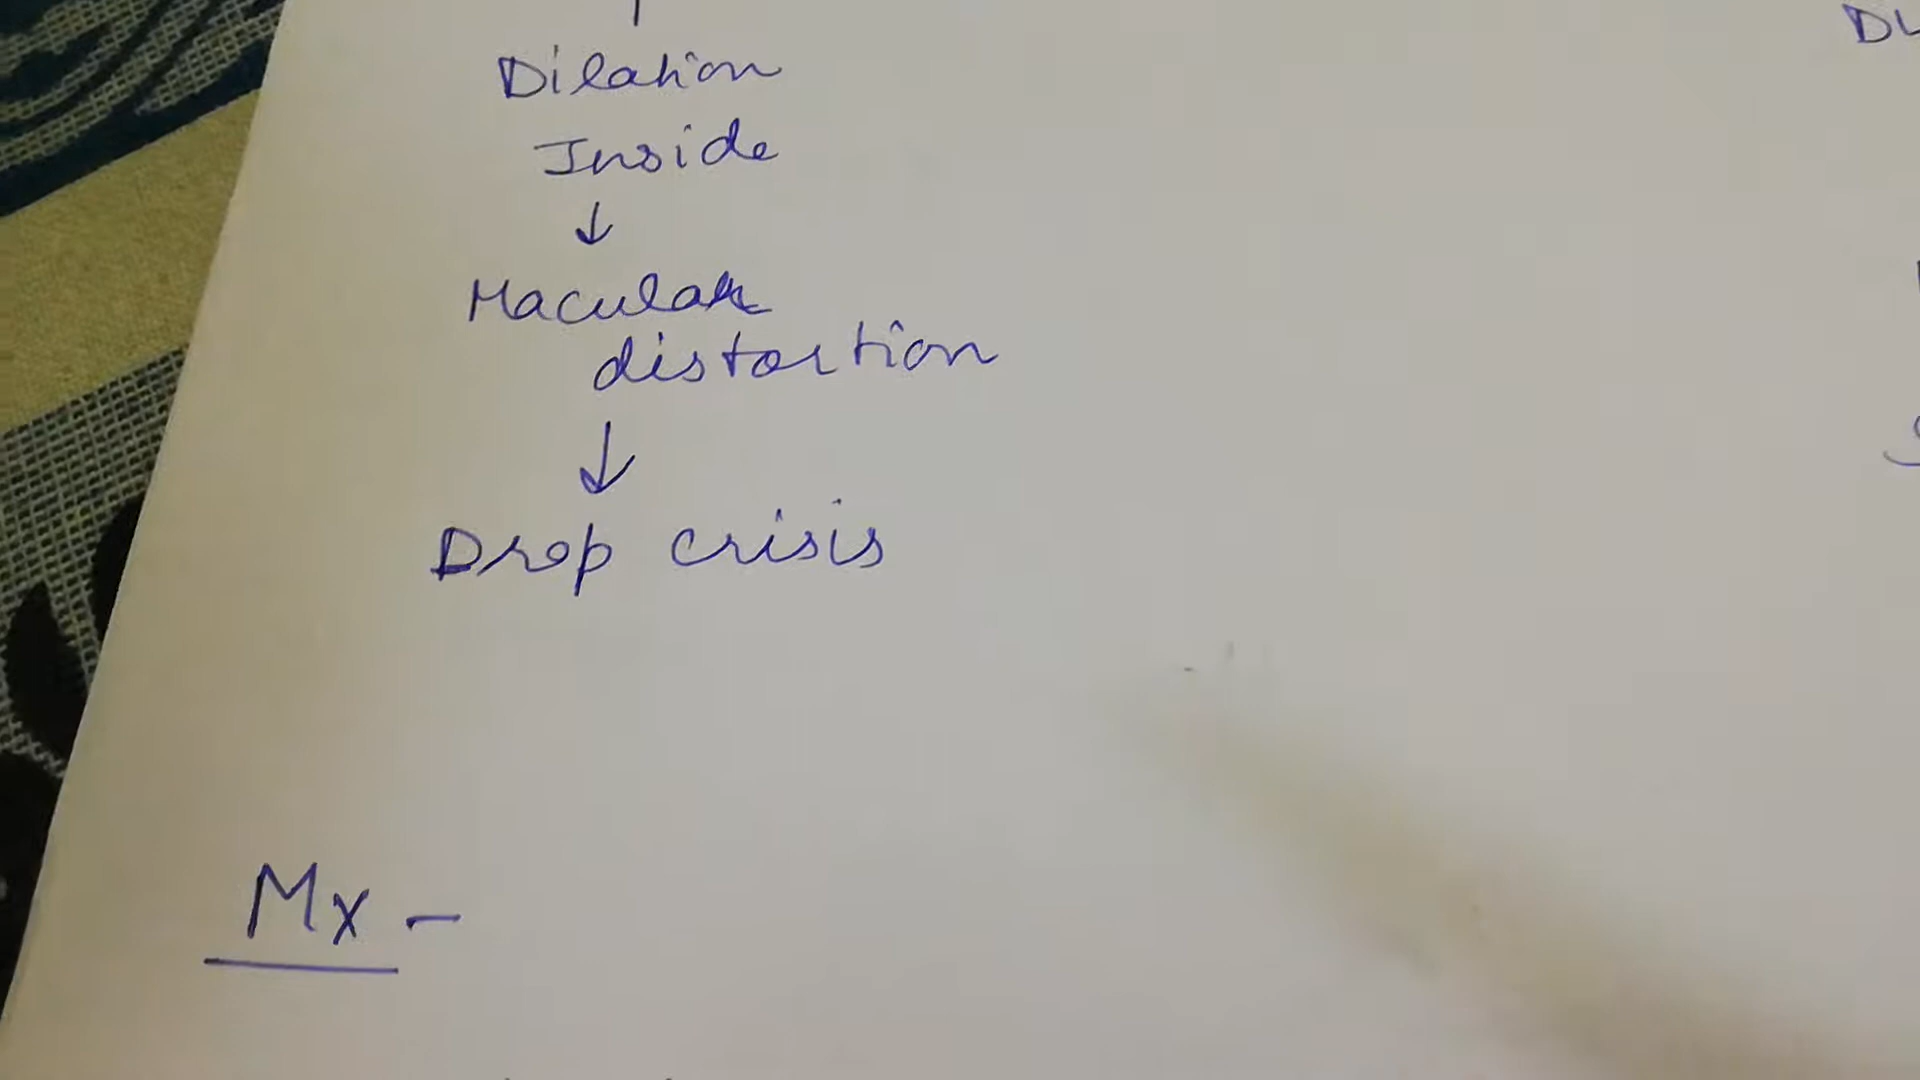 Dilation
Inside
↓
Macular
distortion
↓
Drop crisis
Mx -